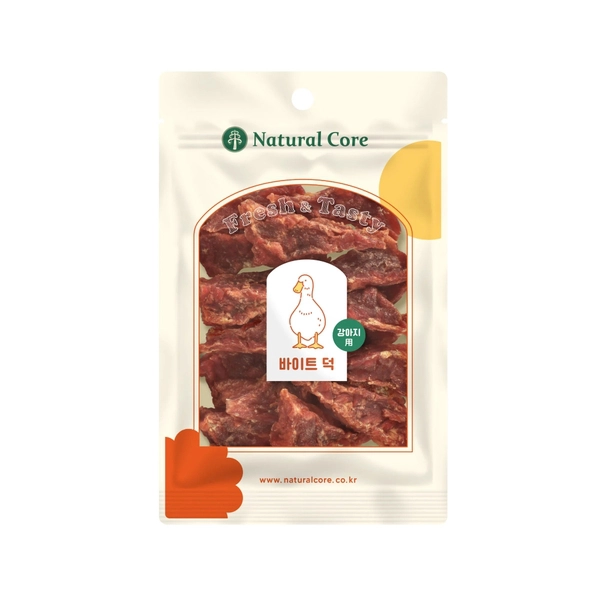 Natural Core
Fresh & Tasty
강아지
用
바이트 덕
www.naturalcore.co.kr